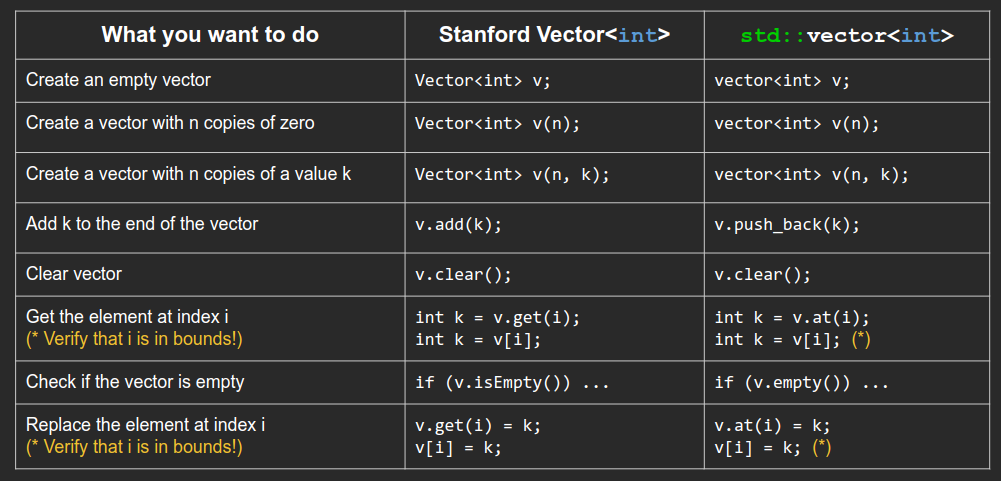 What you want to do
Stanford Vector<int>
std::vector<int>
Create an empty vector
Vector<int> v;
vector<int> v;
Create a vector with n copies of zero
Vector<int> v(n);
vector<int> v(n);
Create a vector with n copies of a value k
Vector<int> v(n, k);
vector<int> v(n, k);
Add k to the end of the vector
v.add(k);
v.push_back(k);
Clear vector
v.clear();
v.clear();
Get the element at index i
(* Verify that i is in bounds!)
int k = v.get(i);
int k = v[i];
int k = v.at(i);
int k = v[i]; (*)
Check if the vector is empty
if (v.isEmpty()) ...
if (v.empty()) ...
Replace the element at index i
(* Verify that i is in bounds!)
v.get(i) = k;
v[i] = k;
v.at(i) = k;
v[i] = k; (*)